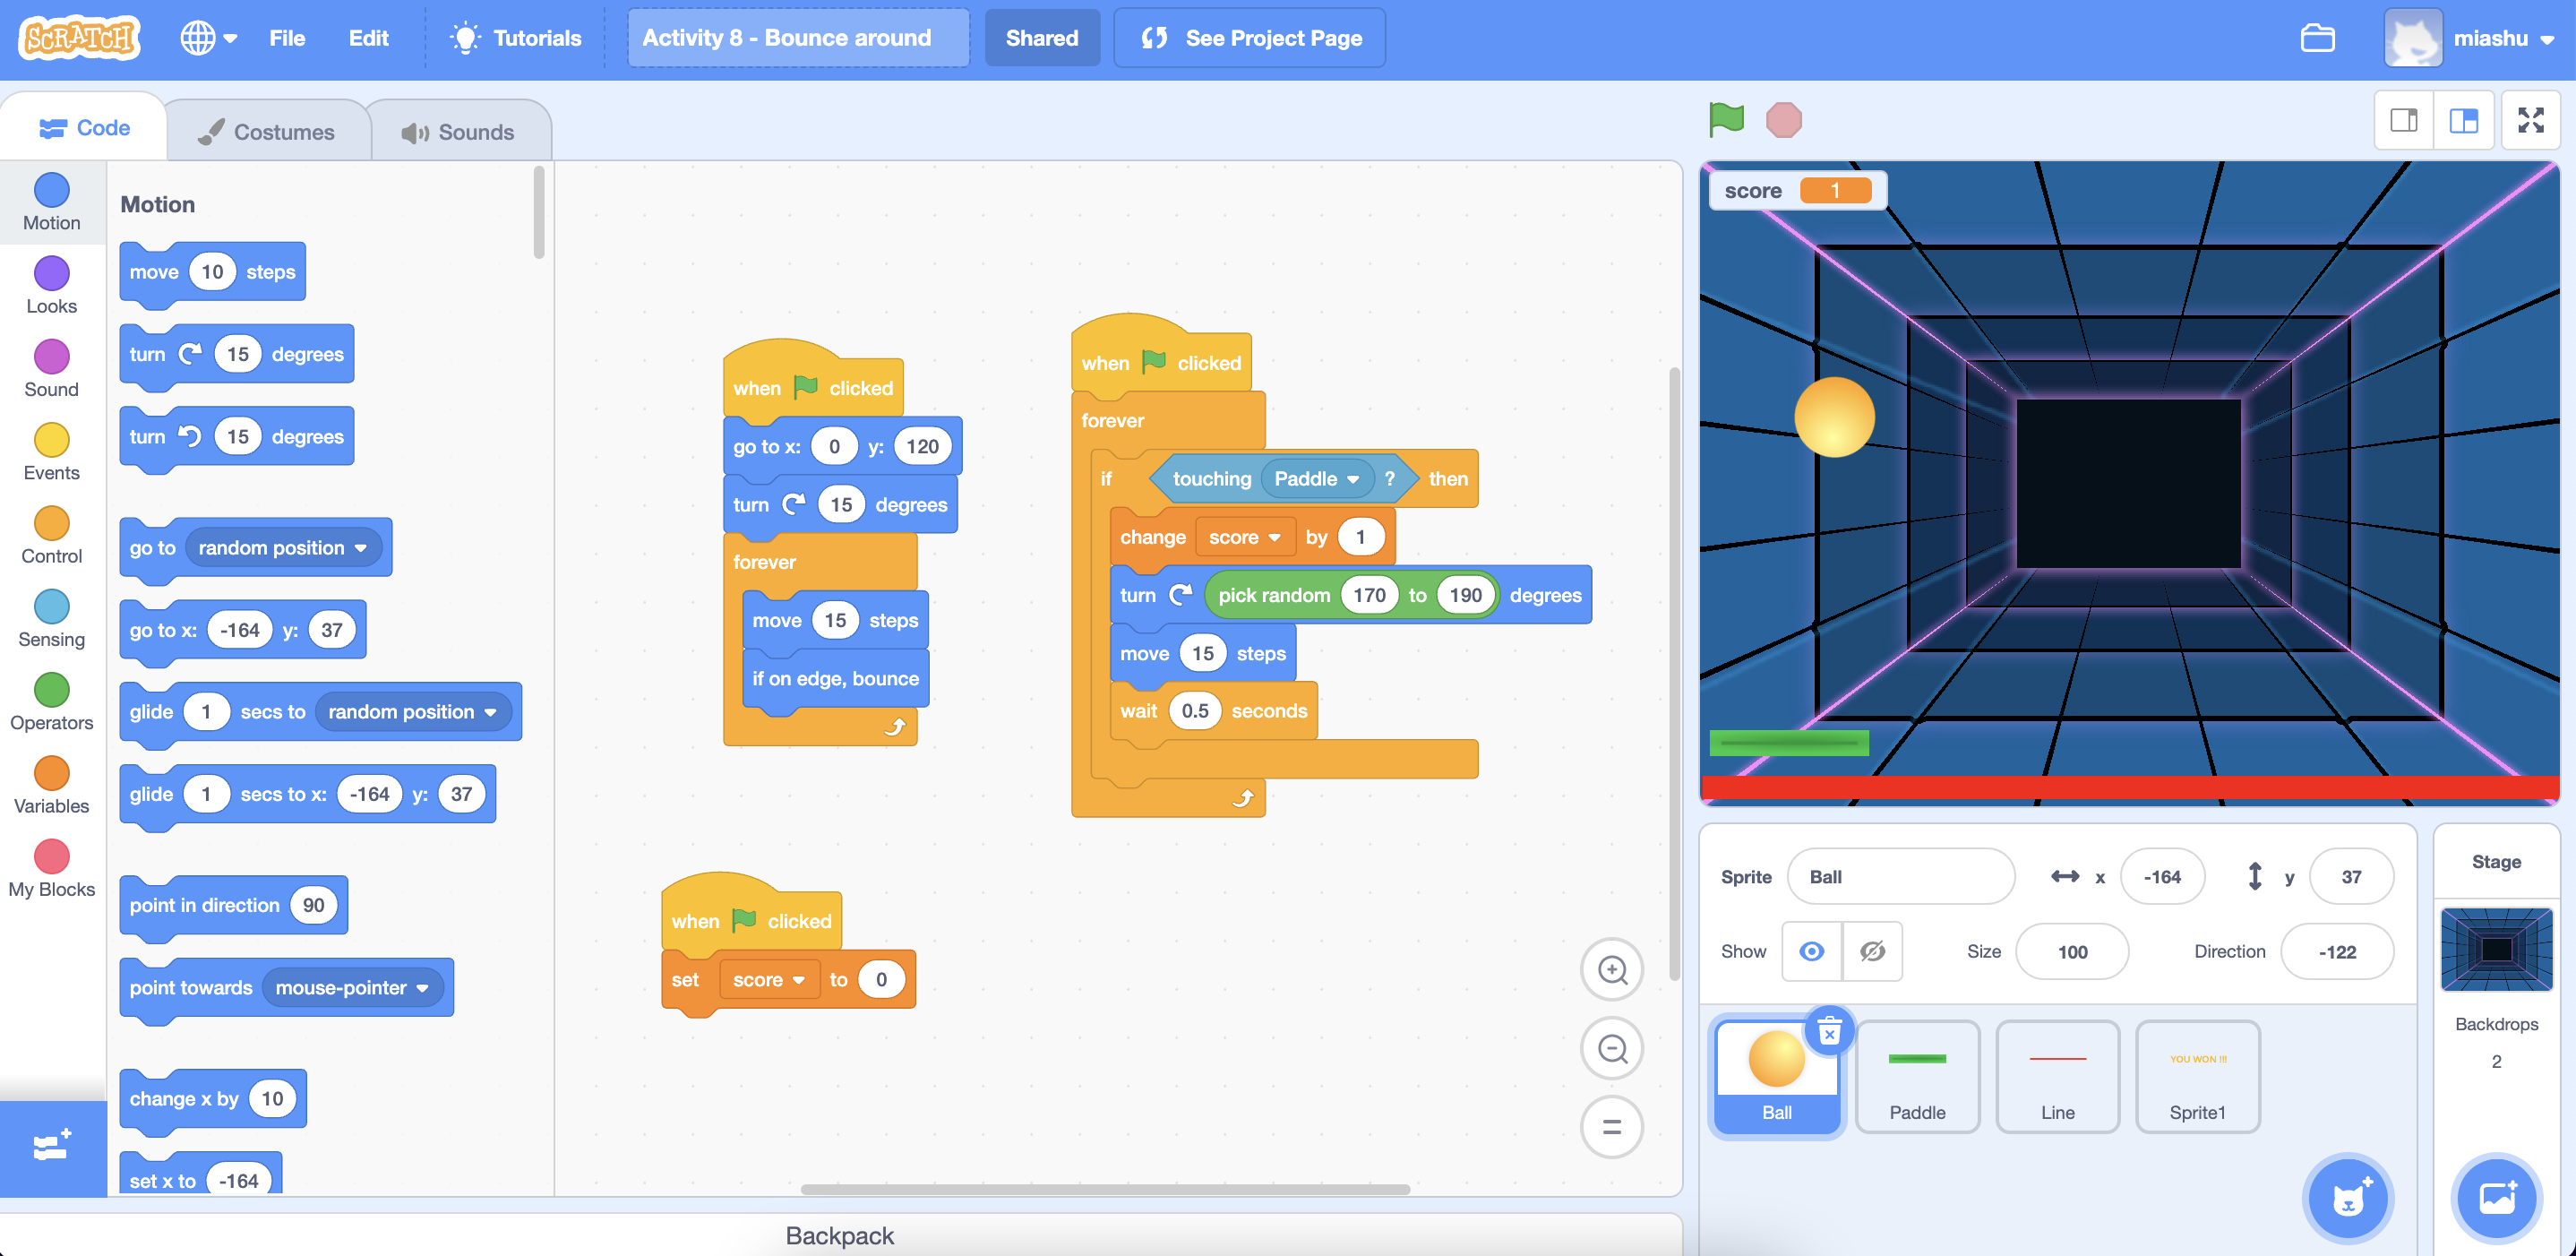 SCRATCH
File Edit Tutorials Activity 8 - Bounce around Shared See Project Page miashu
Code Costumes Sounds
Motion
Looks
Sound
Events
Control
Sensing
Operators
Variables
My Blocks
Motion
move 10 steps
turn 15 degrees
turn 15 degrees
go to random position
go to x: -164 y: 37
glide 1 secs to random position
glide 1 secs to x: -164 y: 37
point in direction 90
point towards mouse-pointer
change x by 10
set x to -164
when clicked
go to x: 0 y: 120
turn 15 degrees
forever
move 15 steps
if on edge, bounce
when clicked
forever
if touching Paddle ? then
change score by 1
turn pick random 170 to 190 degrees
move 15 steps
wait 0.5 seconds
when clicked
set score to 0
Backpack
score 1
Sprite Ball x -164 y 37
Show Size 100 Direction -122
Ball
Paddle
Line
YOU WON !!!
Sprite1
Stage
Backdrops
2